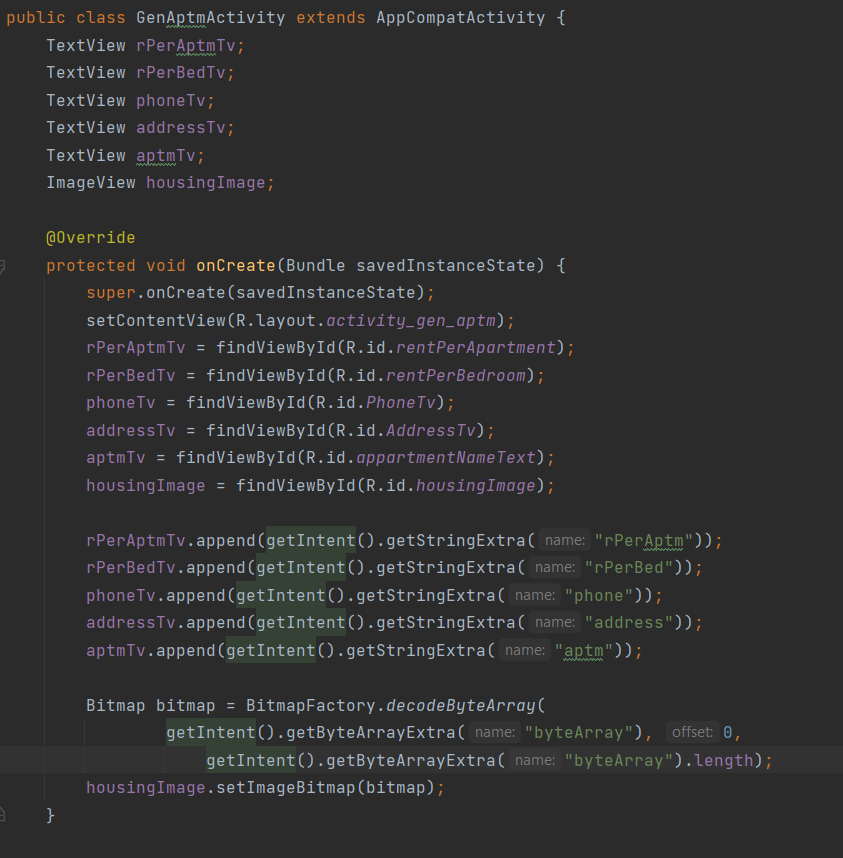 public class GenAptmActivity extends AppCompatActivity {
    TextView rPerAptmTv;
    TextView rPerBedTv;
    TextView phoneTv;
    TextView addressTv;
    TextView aptmTv;
    ImageView housingImage;

    @Override
    protected void onCreate(Bundle savedInstanceState) {
        super.onCreate(savedInstanceState);
        setContentView(R.layout.activity_gen_aptm);
        rPerAptmTv = findViewById(R.id.rentPerApartment);
        rPerBedTv = findViewById(R.id.rentPerBedroom);
        phoneTv = findViewById(R.id.PhoneTv);
        addressTv = findViewById(R.id.AddressTv);
        aptmTv = findViewById(R.id.appartmentNameText);
        housingImage = findViewById(R.id.housingImage);

        rPerAptmTv.append(getIntent().getStringExtra( name: "rPerAptm"));
        rPerBedTv.append(getIntent().getStringExtra( name: "rPerBed"));
        phoneTv.append(getIntent().getStringExtra( name: "phone"));
        addressTv.append(getIntent().getStringExtra( name: "address"));
        aptmTv.append(getIntent().getStringExtra( name: "aptm"));

        Bitmap bitmap = BitmapFactory.decodeByteArray(
                getIntent().getByteArrayExtra( name: "byteArray"), offset: 0,
                    getIntent().getByteArrayExtra( name: "byteArray").length);
        housingImage.setImageBitmap(bitmap);
    }